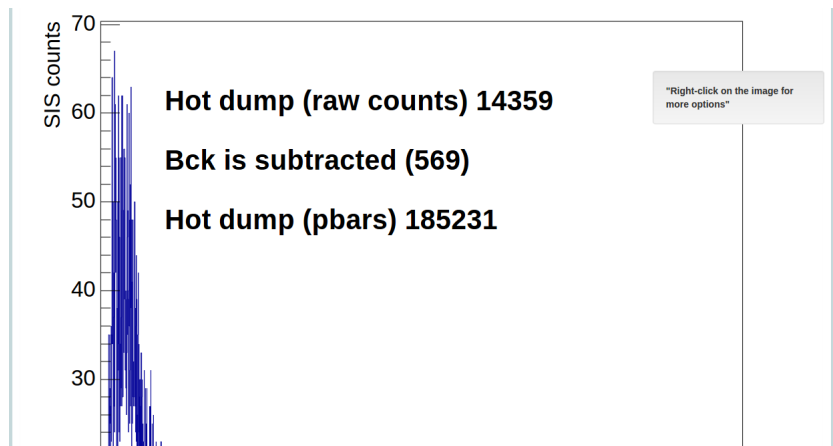 SIS counts
70
60
50
40
30
Hot dump (raw counts) 14359
Bck is subtracted (569)
Hot dump (pbars) 185231
"Right-click on the image for
more options"